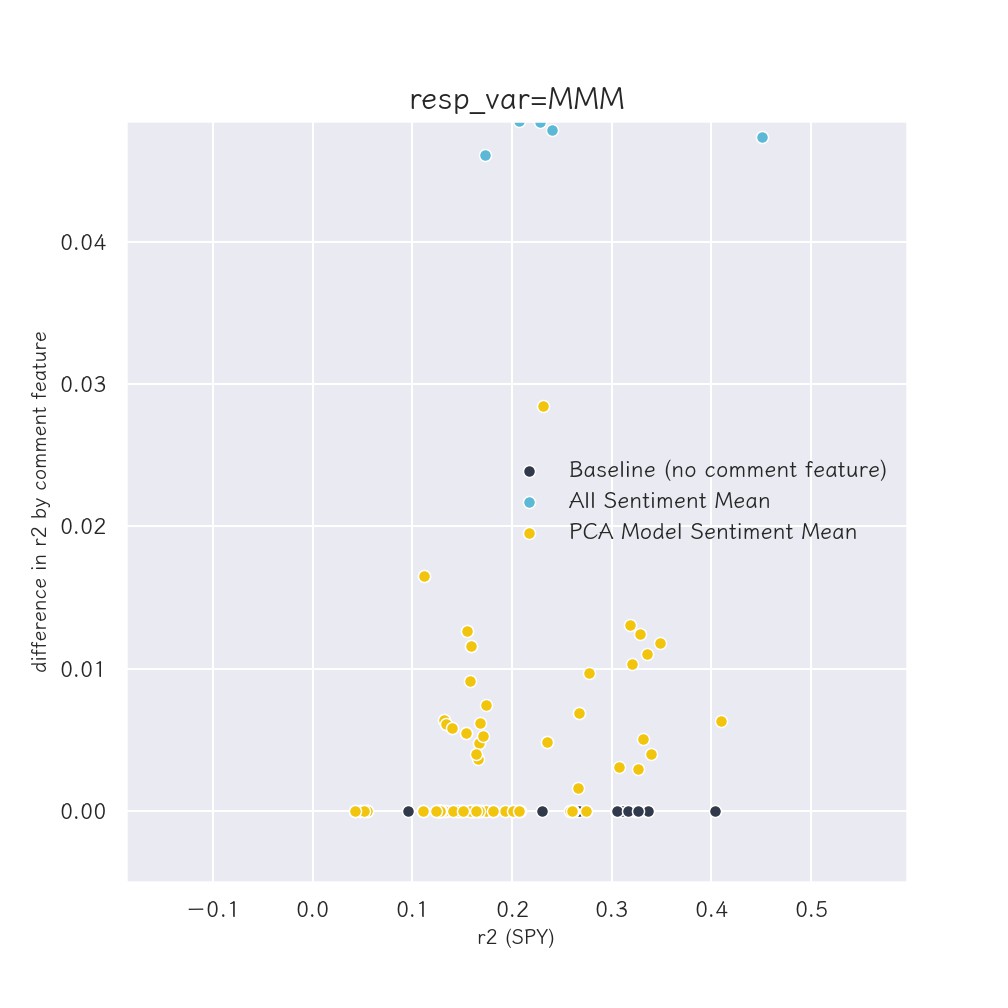 resp_var=MMM
difference in r2 by comment feature
0.04
0.03
0.02
0.01
0.00
Baseline (no comment feature)
All Sentiment Mean
PCA Model Sentiment Mean
−0.1 0.0 0.1 0.2 0.3 0.4 0.5
r2 (SPY)